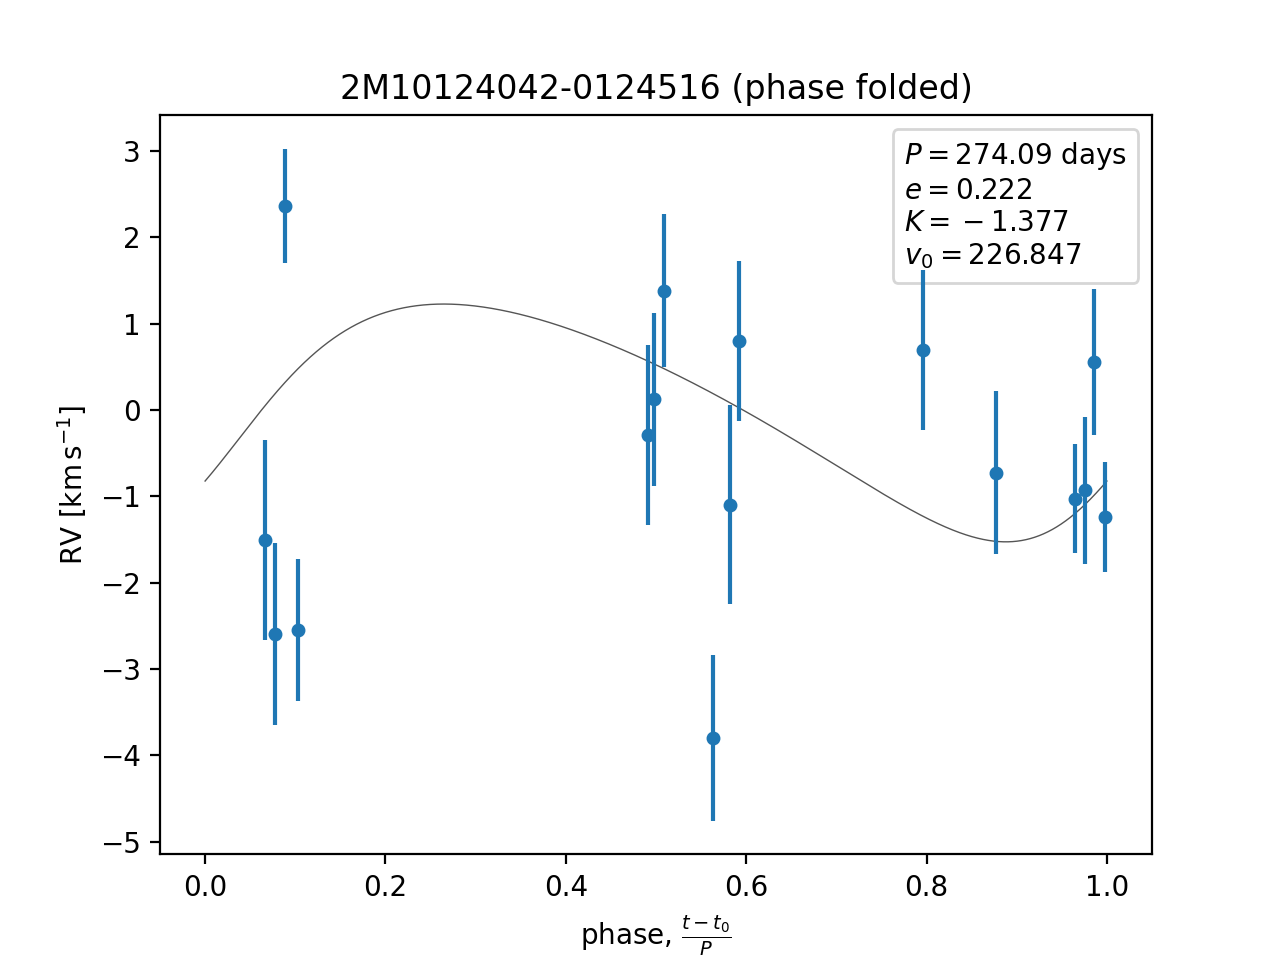 2M10124042-0124516 (phase folded)
P = 274.09 days
e = 0.222
K = −1.377
v₀ = 226.847
RV [km s⁻¹]
3
2
1
0
−1
−2
−3
−4
−5
0.0 0.2 0.4 0.6 0.8 1.0
phase, (t − t₀)/P